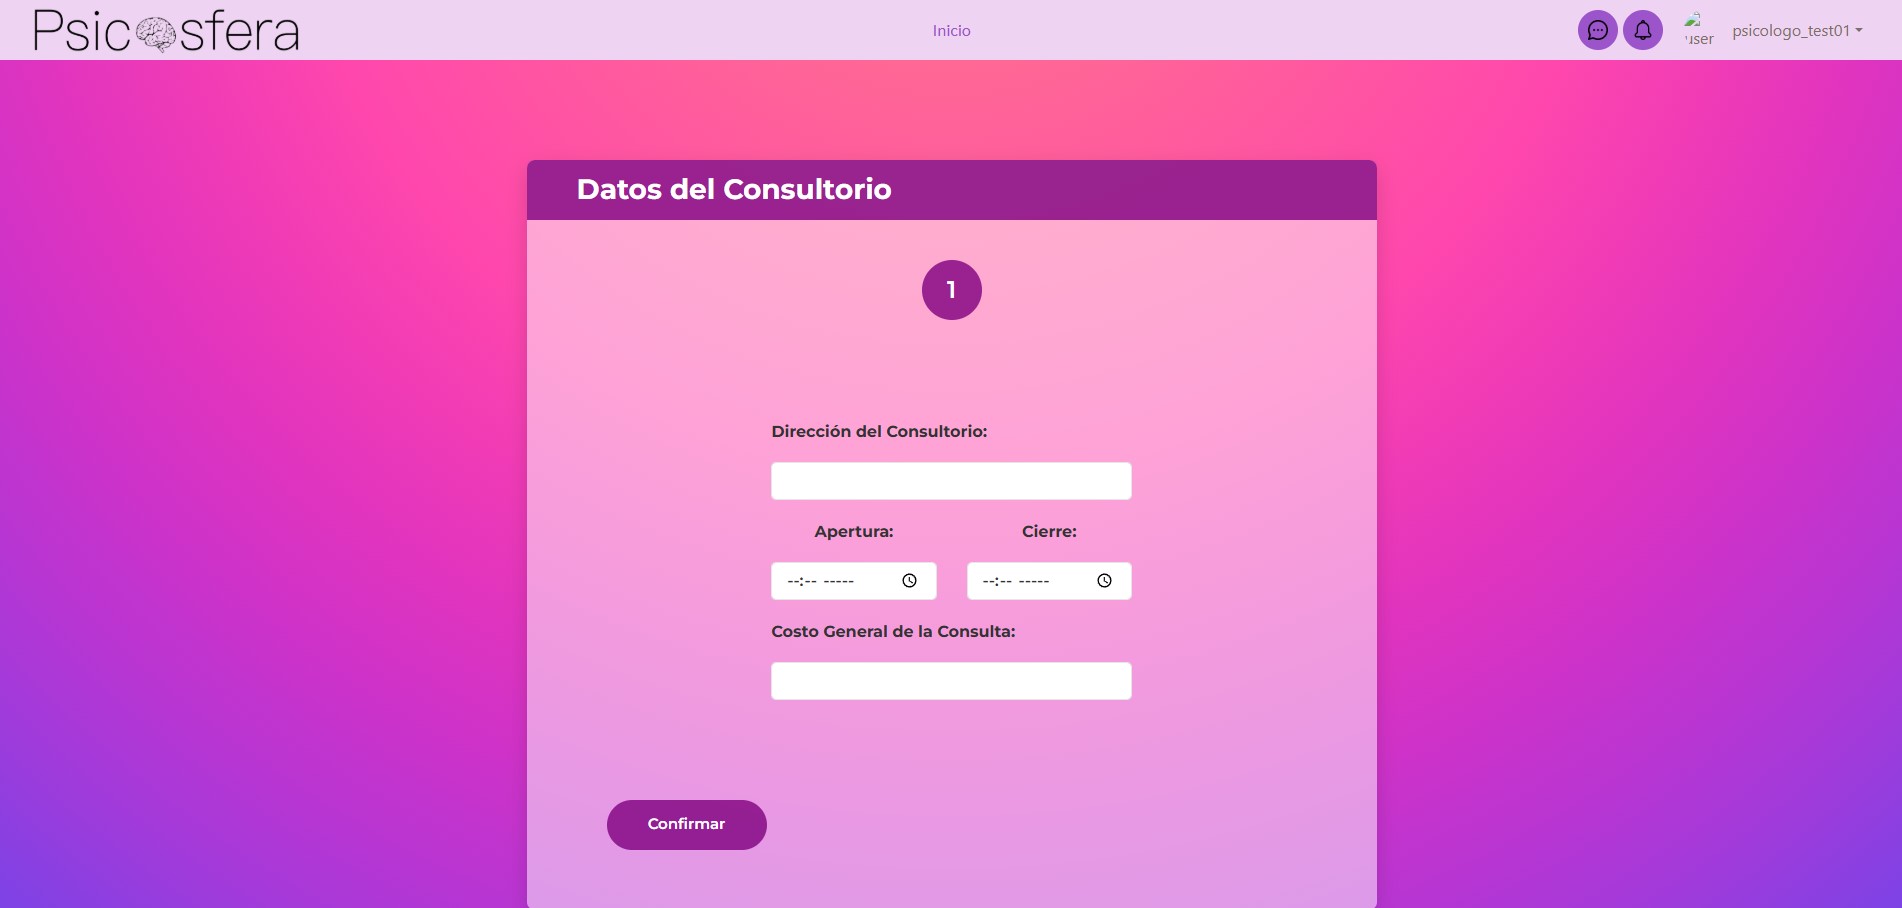 Psicosfera
Inicio
user
psicologo_test01
Datos del Consultorio
1
Dirección del Consultorio:
Apertura: Cierre:
--:-- ----- --:-- -----
Costo General de la Consulta:
Confirmar